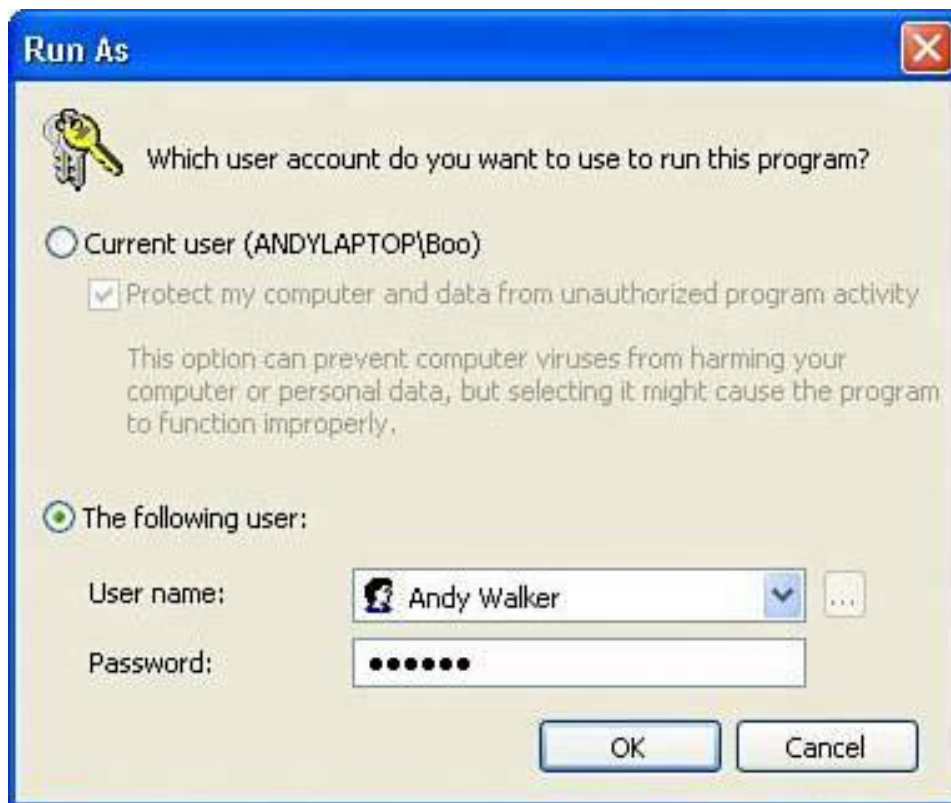 Run As
Which user account do you want to use to run this program?
Current user (ANDYLAPTOP\Boo)
Protect my computer and data from unauthorized program activity
This option can prevent computer viruses from harming your
computer or personal data, but selecting it might cause the program
to function improperly.
The following user:
User name:
Andy Walker
...
Password:
●●●●●●
OK
Cancel